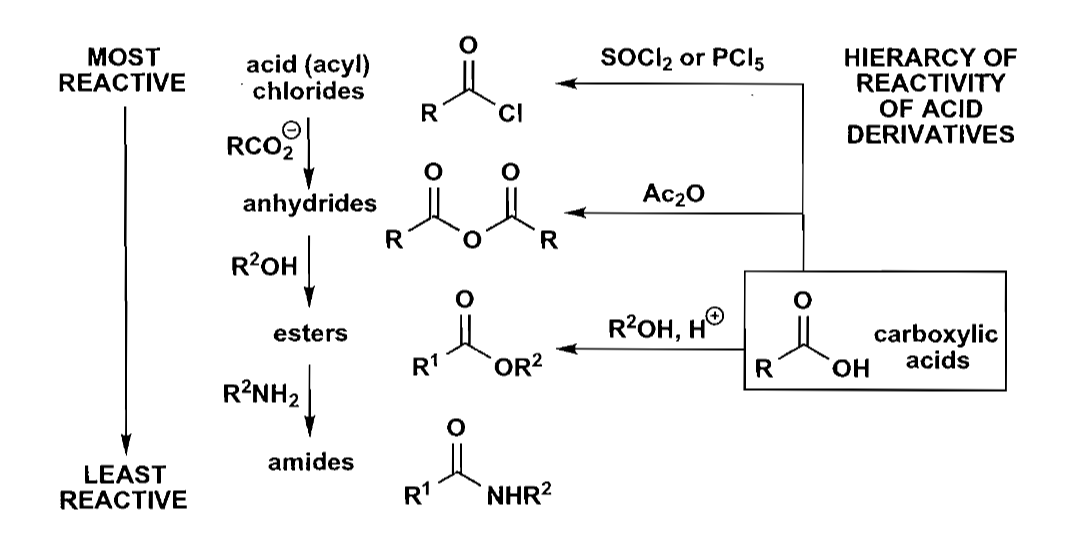 MOST
REACTIVE
acid (acyl)
chlorides
O
R
Cl
SOCl₂ or PCl₅
HIERARCY OF
REACTIVITY
OF ACID
DERIVATIVES
RCO₂⊖
anhydrides
O
O
R
O
R
Ac₂O
R²OH
esters
O
R¹
OR²
R²OH, H⊕
O
R
OH
carboxylic
acids
R²NH₂
amides
O
R¹
NHR²
LEAST
REACTIVE